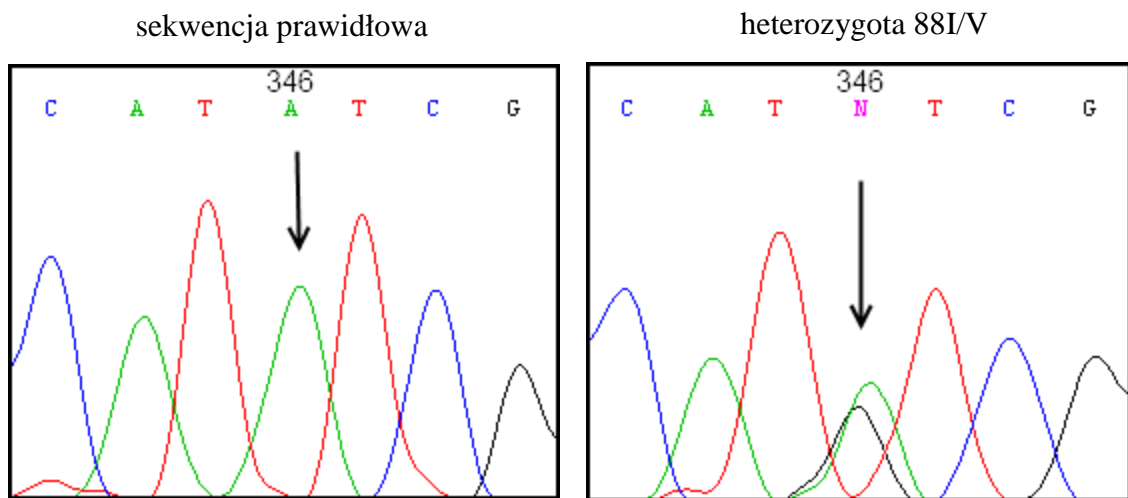 sekwencja prawidłowa
346
C A T A T C G
heterozygota 88I/V
346
C A T N T C G